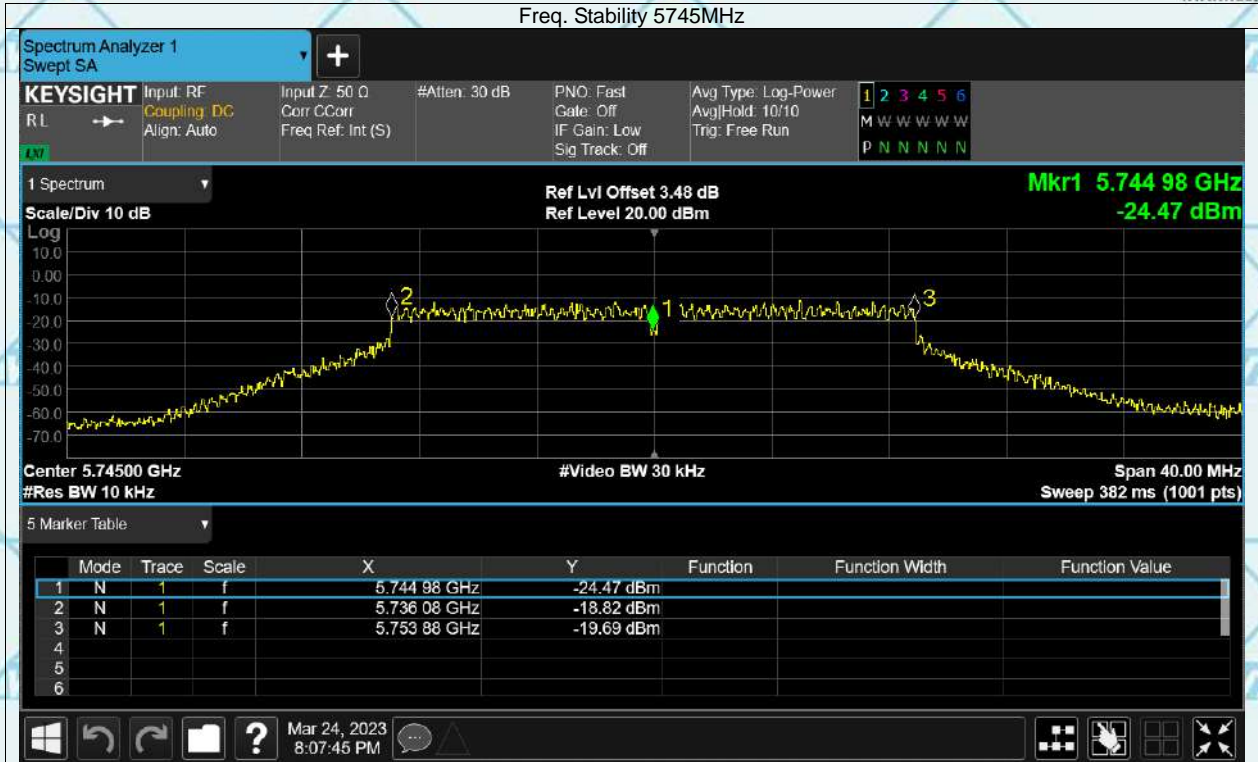 Freq. Stability 5745MHz
Spectrum Analyzer 1
Swept SA
+
KEYSIGHT
RL
LXI
Input: RF
Coupling: DC
Align: Auto
Input Z: 50 Ω
Corr CCorr
Freq Ref: Int (S)
#Atten: 30 dB
PNO: Fast
Gate: Off
IF Gain: Low
Sig Track: Off
Avg Type: Log-Power
Avg|Hold: 10/10
Trig: Free Run
1 2 3 4 5 6
M W W W W W
P N N N N N
1 Spectrum
Scale/Div 10 dB
Ref Lvl Offset 3.48 dB
Ref Level 20.00 dBm
Mkr1 5.744 98 GHz
-24.47 dBm
Log
10.0
0.00
-10.0
-20.0
-30.0
-40.0
-50.0
-60.0
-70.0
2
1
3
Center 5.74500 GHz
#Video BW 30 kHz
Span 40.00 MHz
#Res BW 10 kHz
Sweep 382 ms (1001 pts)
5 Marker Table
Mode Trace Scale X Y Function Function Width Function Value
1 N 1 f 5.744 98 GHz -24.47 dBm
2 N 1 f 5.736 08 GHz -18.82 dBm
3 N 1 f 5.753 88 GHz -19.69 dBm
4
5
6
?
Mar 24, 2023
8:07:45 PM